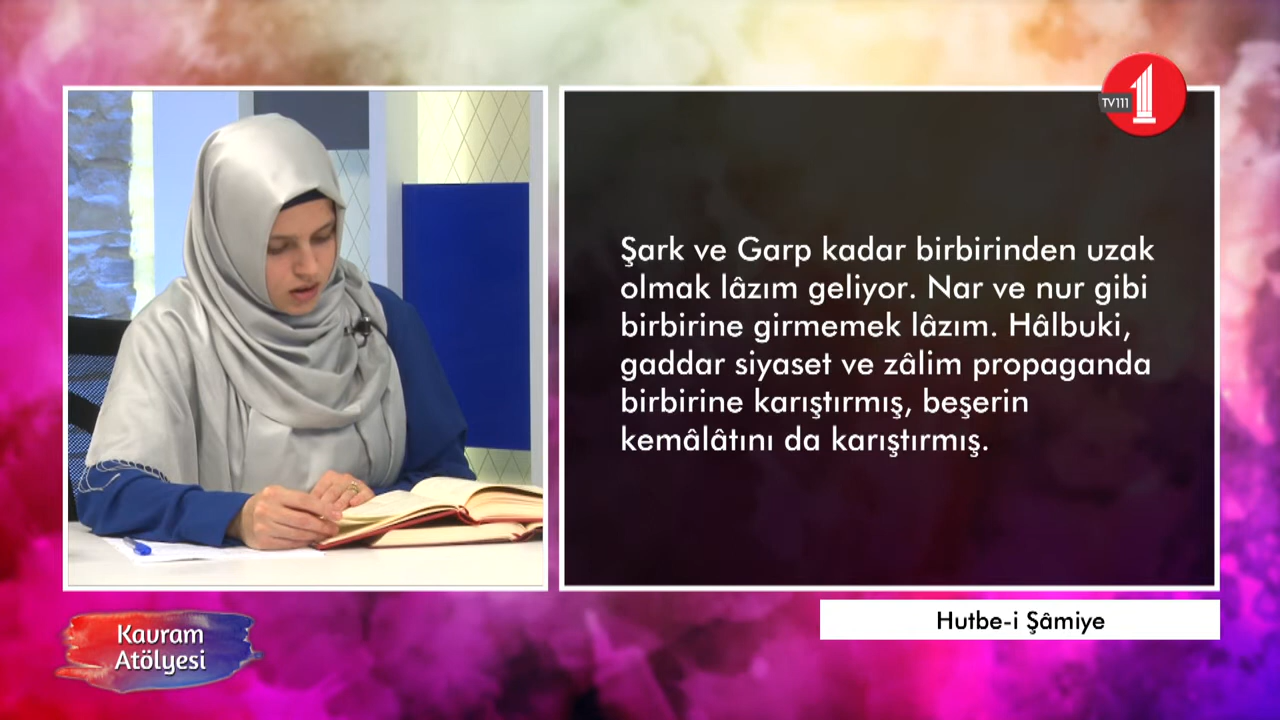 TV111
1
Şark ve Garp kadar birbirinden uzak
olmak lâzım geliyor. Nar ve nur gibi
birbirine girmemek lâzım. Hâlbuki,
gaddar siyaset ve zâlim propaganda
birbirine karıştırmış, beşerin
kemâlâtını da karıştırmış.
Hutbe-i Şâmiye
Kavram
Atölyesi